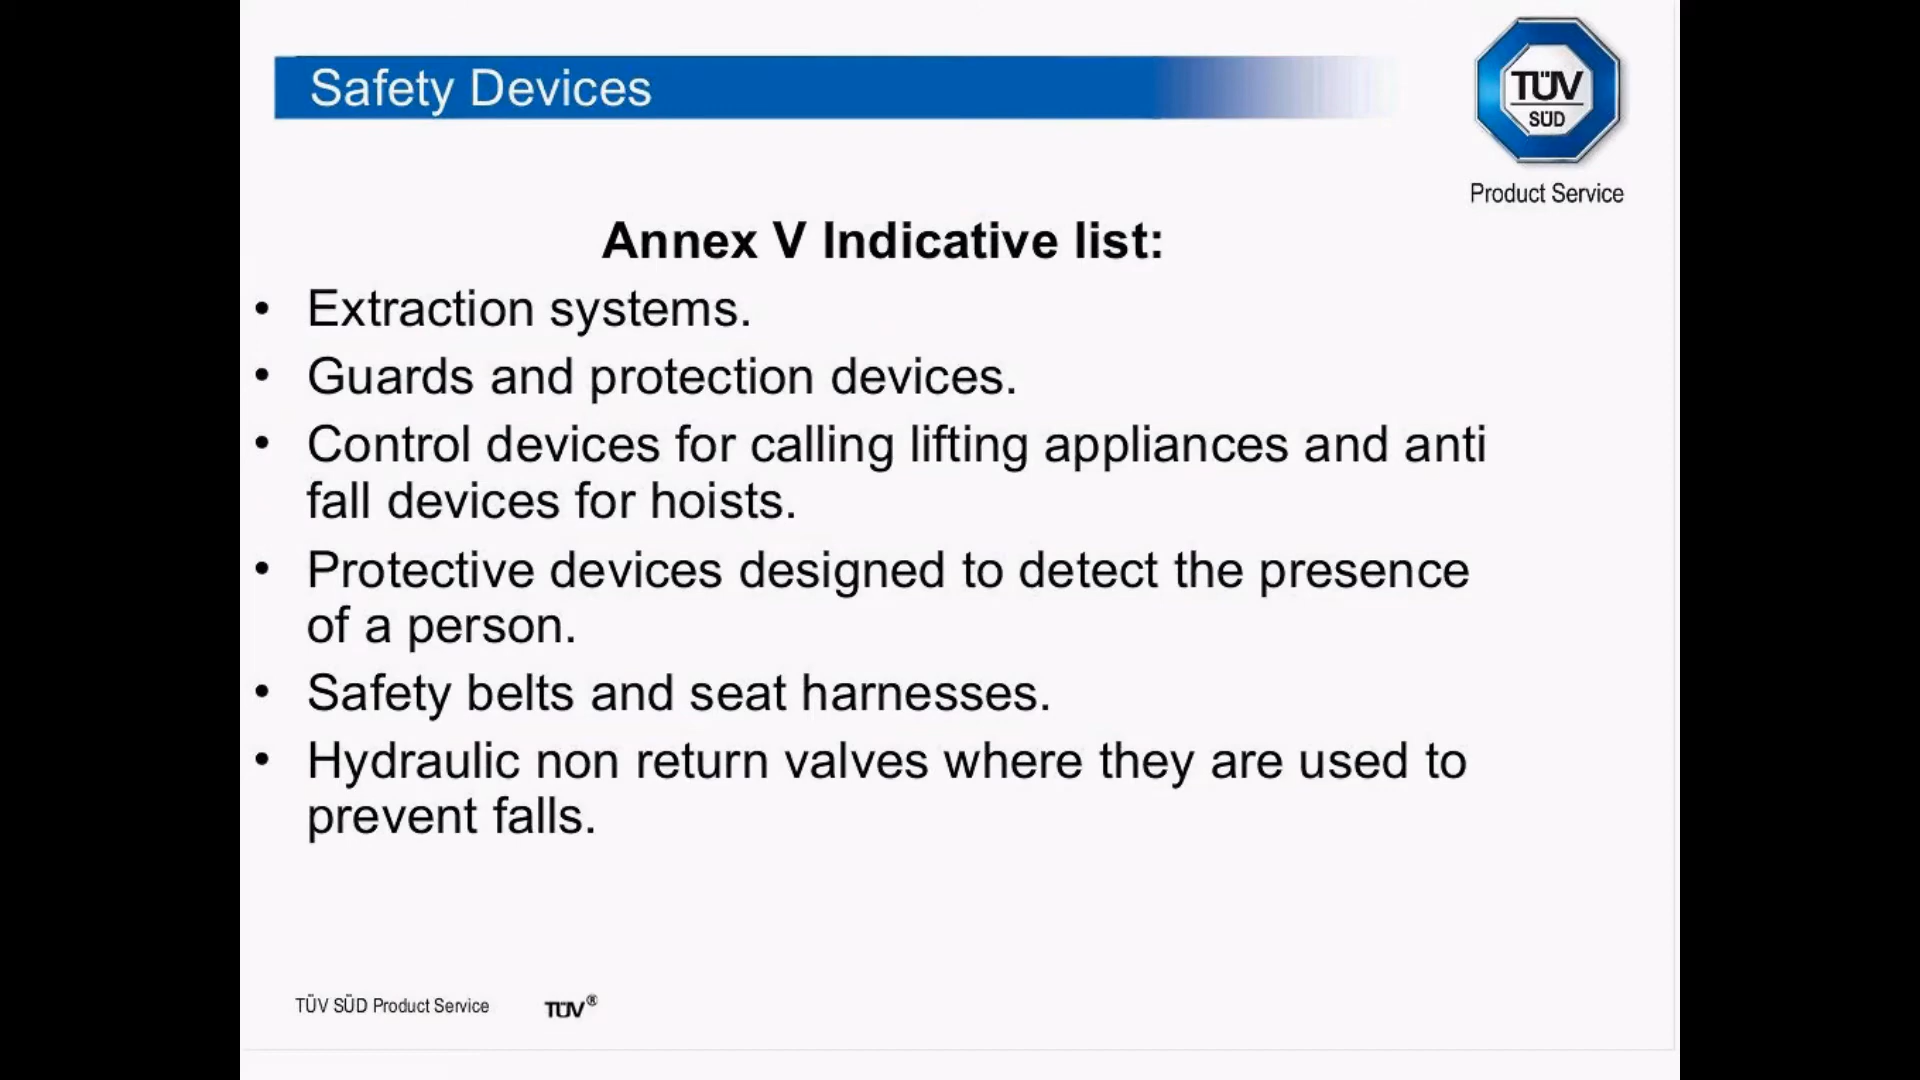 Safety Devices
TÜV
SÜD
Product Service
Annex V Indicative list:
• Extraction systems.
• Guards and protection devices.
• Control devices for calling lifting appliances and anti
fall devices for hoists.
• Protective devices designed to detect the presence
of a person.
• Safety belts and seat harnesses.
• Hydraulic non return valves where they are used to
prevent falls.
TÜV SÜD Product Service TÜV®